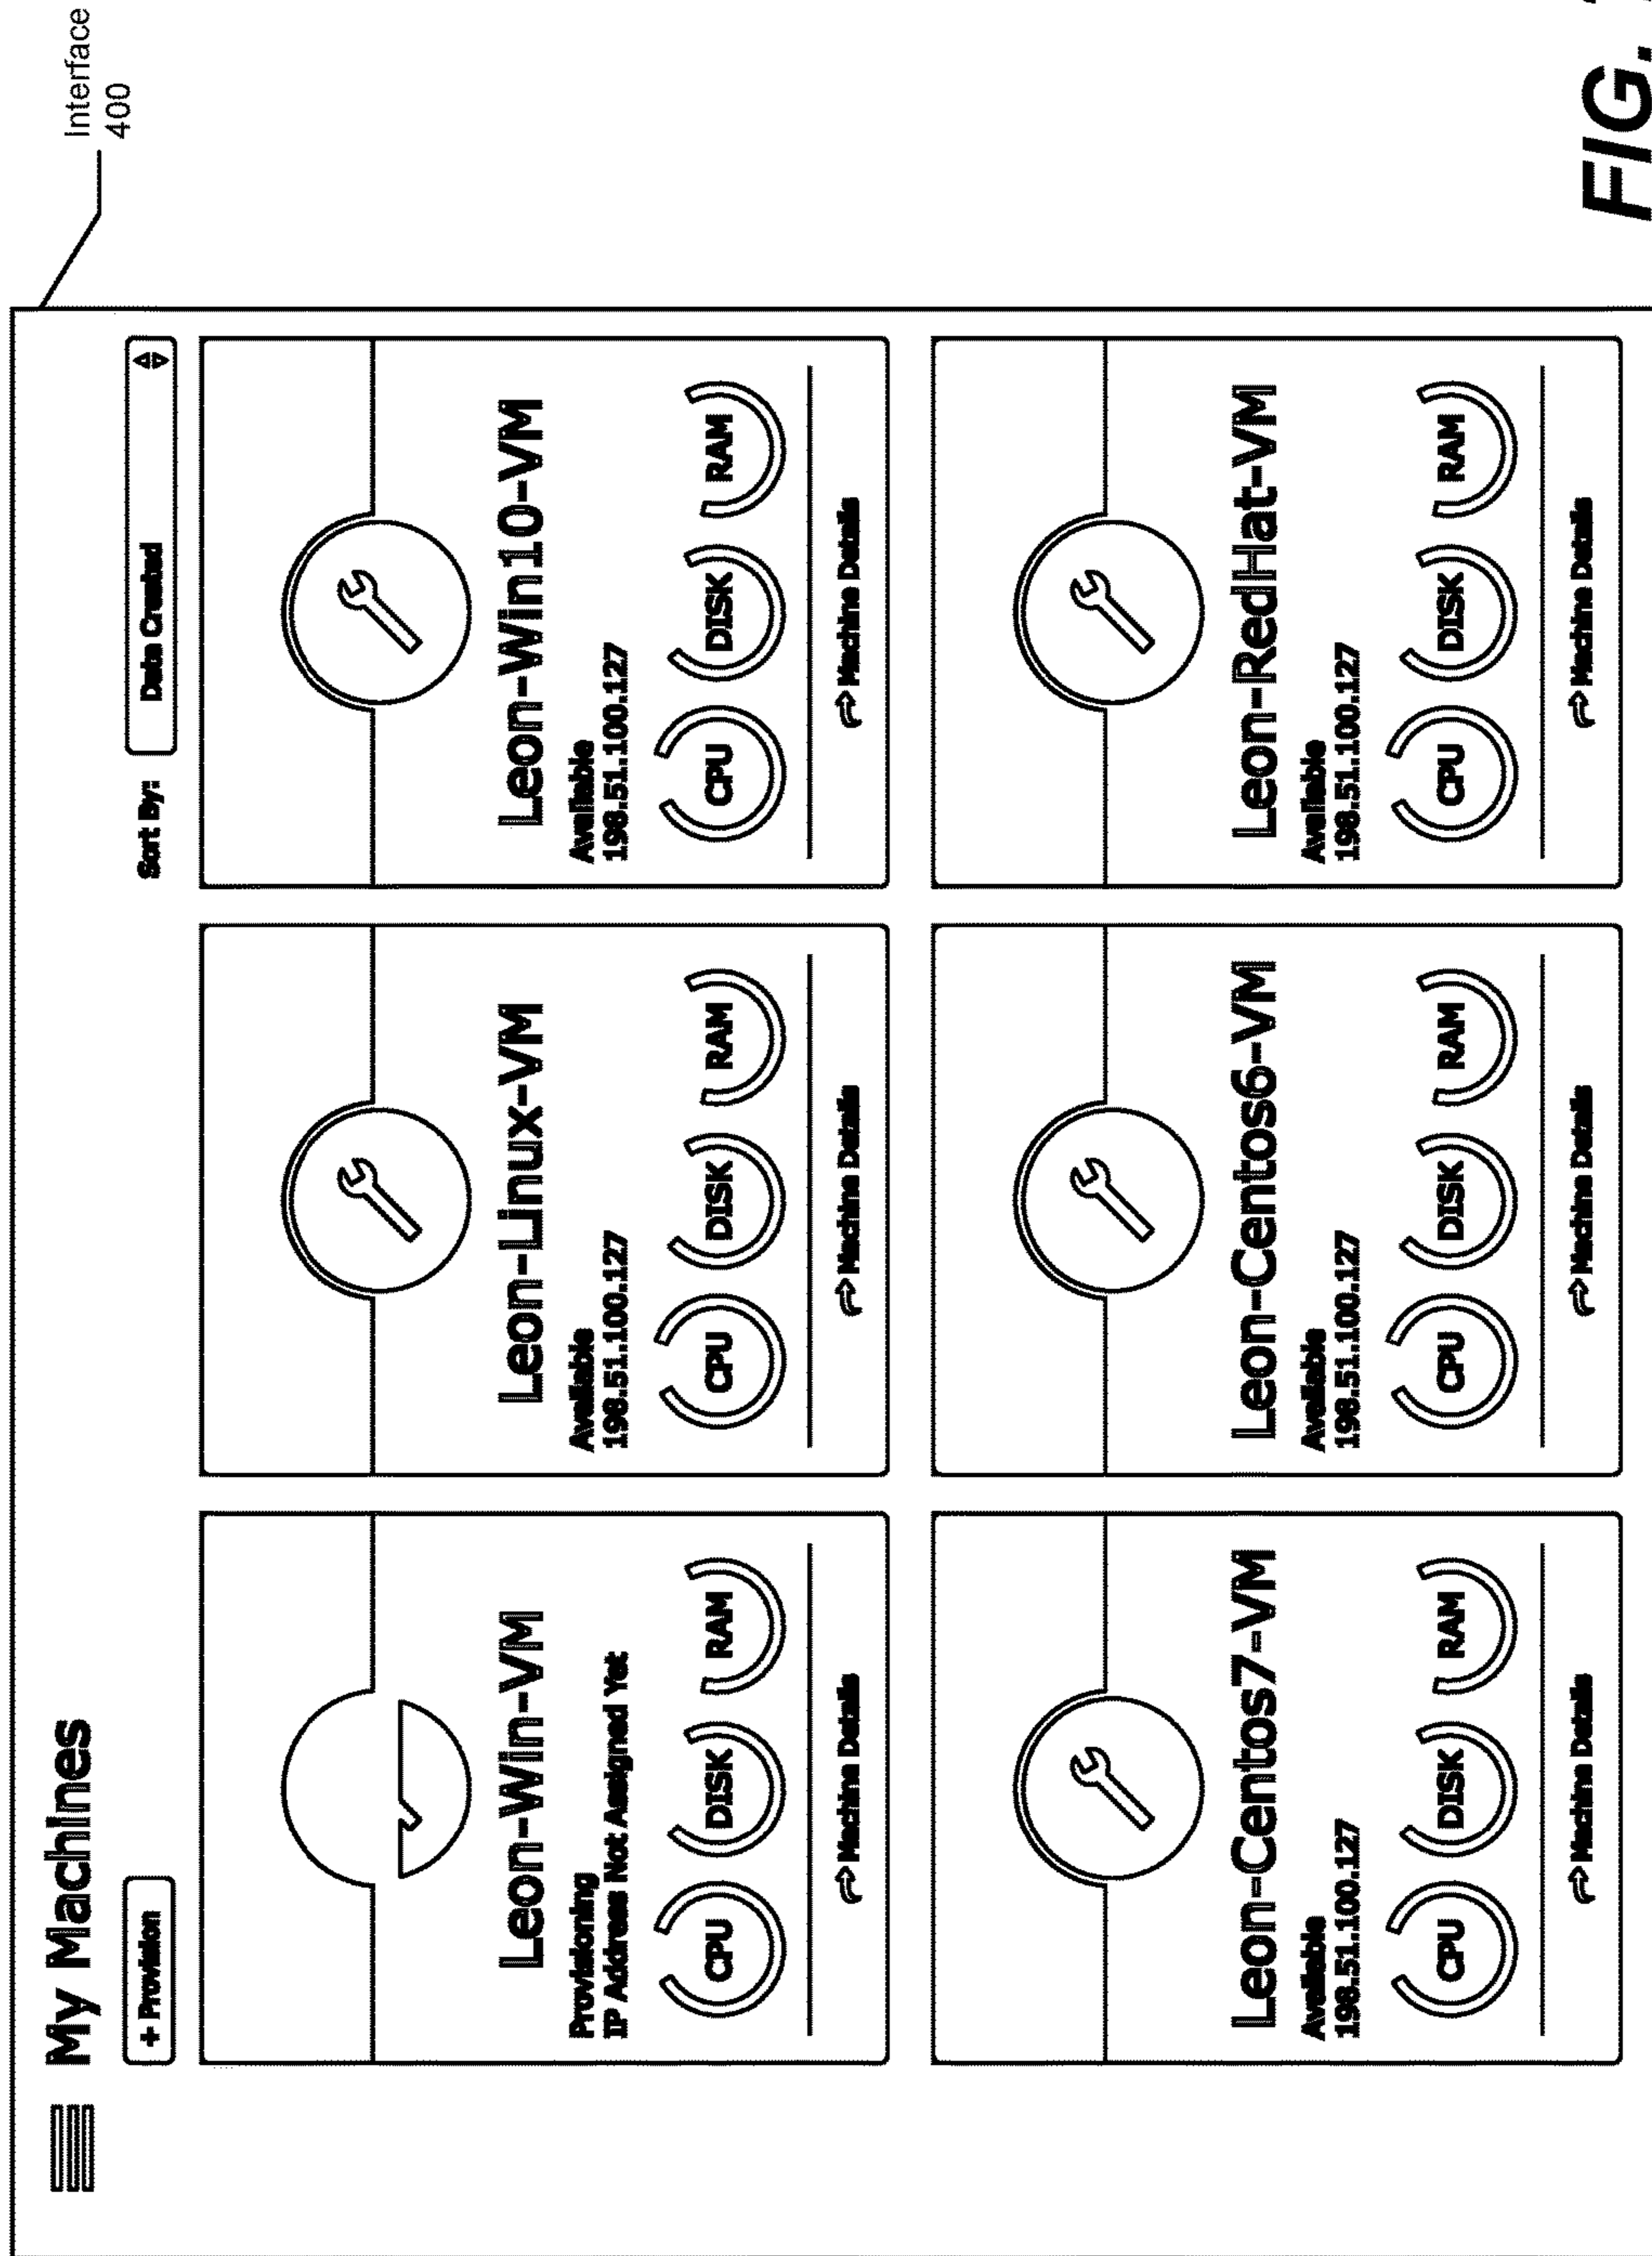 Interface
400
My Machines
+ Provision
Sort By:
Data Created
Leon-Win-VM
Provisioning
IP Address Not Assigned Yet
CPU DISK RAM
Machine Details
Leon-Linux-VM
Available
198.51.100.127
CPU DISK RAM
Machine Details
Leon-Win10-VM
Available
198.51.100.127
CPU DISK RAM
Machine Details
Leon-Centos7-VM
Available
198.51.100.127
CPU DISK RAM
Machine Details
Leon-Centos6-VM
Available
198.51.100.127
CPU DISK RAM
Machine Details
Leon-RedHat-VM
Available
198.51.100.127
CPU DISK RAM
Machine Details
FIG.